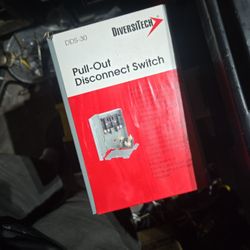 DDS-30
DIVERSITECH
Pull-Out
Disconnect Switch